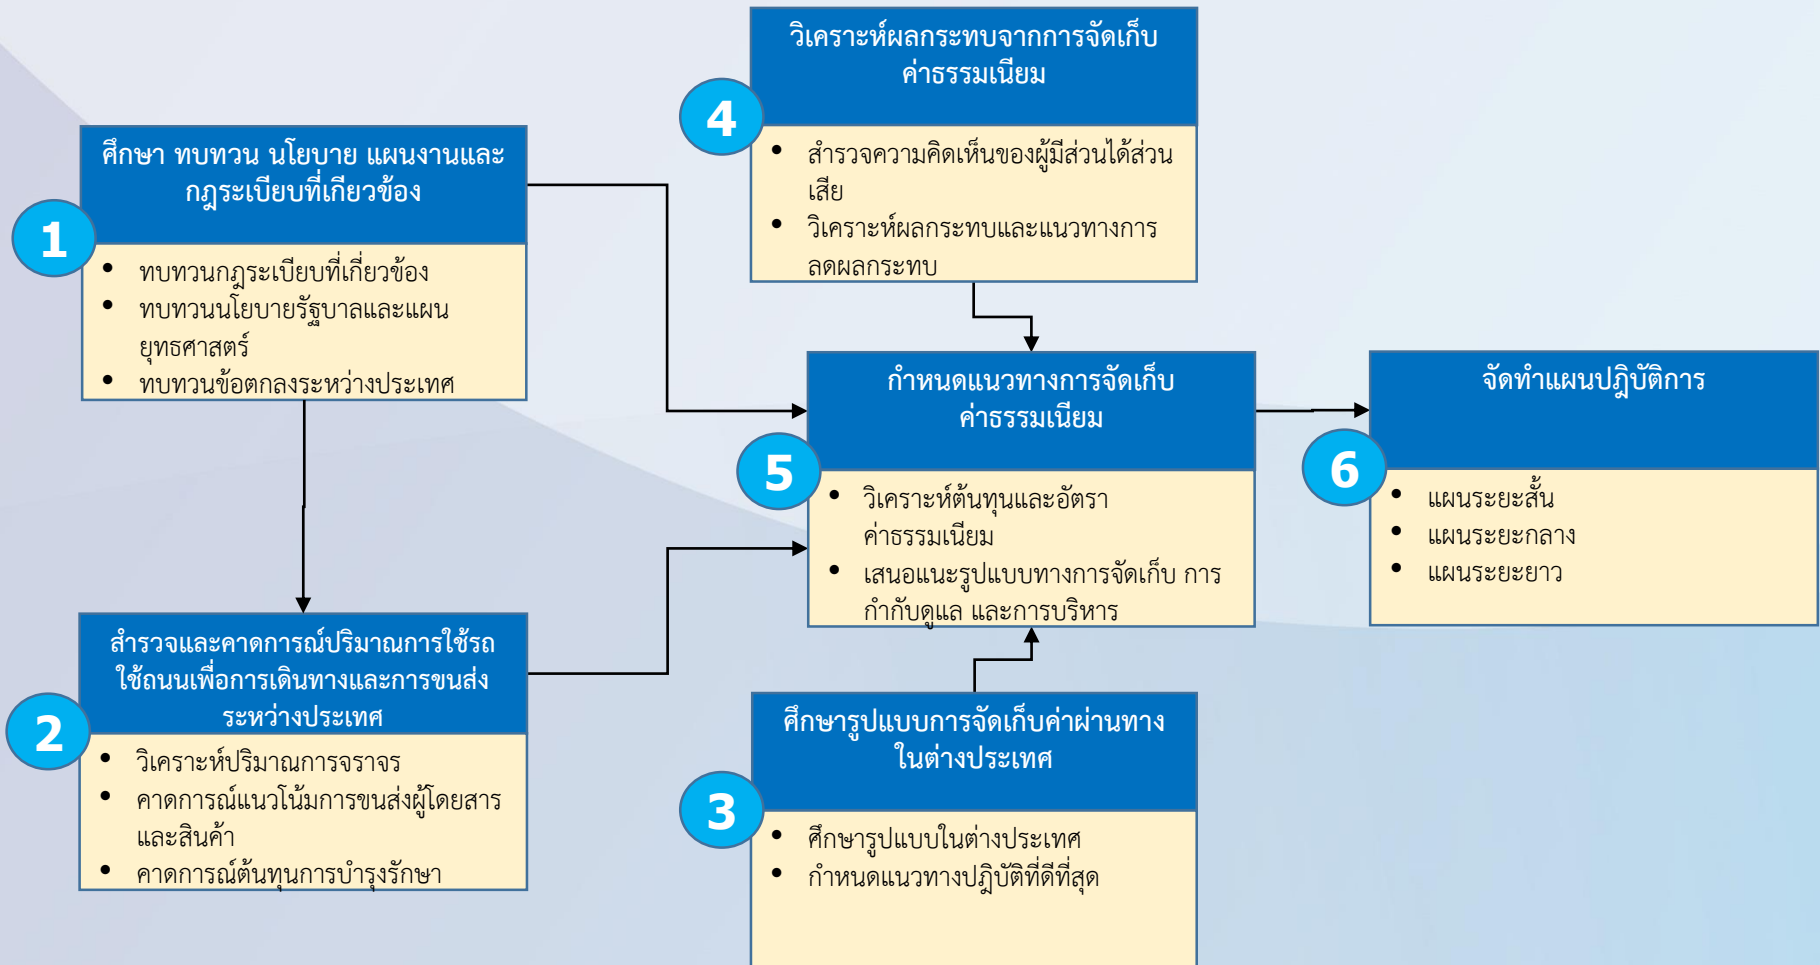 1
ศึกษา ทบทวน นโยบาย แผนงานและ
กฎระเบียบที่เกียวข้อง
• ทบทวนกฎระเบียบที่เกี่ยวข้อง
• ทบทวนนโยบายรัฐบาลและแผน
ยุทธศาสตร์
• ทบทวนข้อตกลงระหว่างประเทศ
2
สำรวจและคาดการณ์ปริมาณการใช้รถ
ใช้ถนนเพื่อการเดินทางและการขนส่ง
ระหว่างประเทศ
• วิเคราะห์ปริมาณการจราจร
• คาดการณ์แนวโน้มการขนส่งผู้โดยสาร
และสินค้า
• คาดการณ์ต้นทุนการบำรุงรักษา
3
ศึกษารูปแบบการจัดเก็บค่าผ่านทาง
ในต่างประเทศ
• ศึกษารูปแบบในต่างประเทศ
• กำหนดแนวทางปฎิบัติที่ดีที่สุด
4
วิเคราะห์ผลกระทบจากการจัดเก็บ
ค่าธรรมเนียม
• สำรวจความคิดเห็นของผู้มีส่วนได้ส่วน
เสีย
• วิเคราะห์ผลกระทบและแนวทางการ
ลดผลกระทบ
5
กำหนดแนวทางการจัดเก็บ
ค่าธรรมเนียม
• วิเคราะห์ต้นทุนและอัตรา
ค่าธรรมเนียม
• เสนอแนะรูปแบบทางการจัดเก็บ การ
กำกับดูแล และการบริหาร
6
จัดทำแผนปฎิบัติการ
• แผนระยะสั้น
• แผนระยะกลาง
• แผนระยะยาว